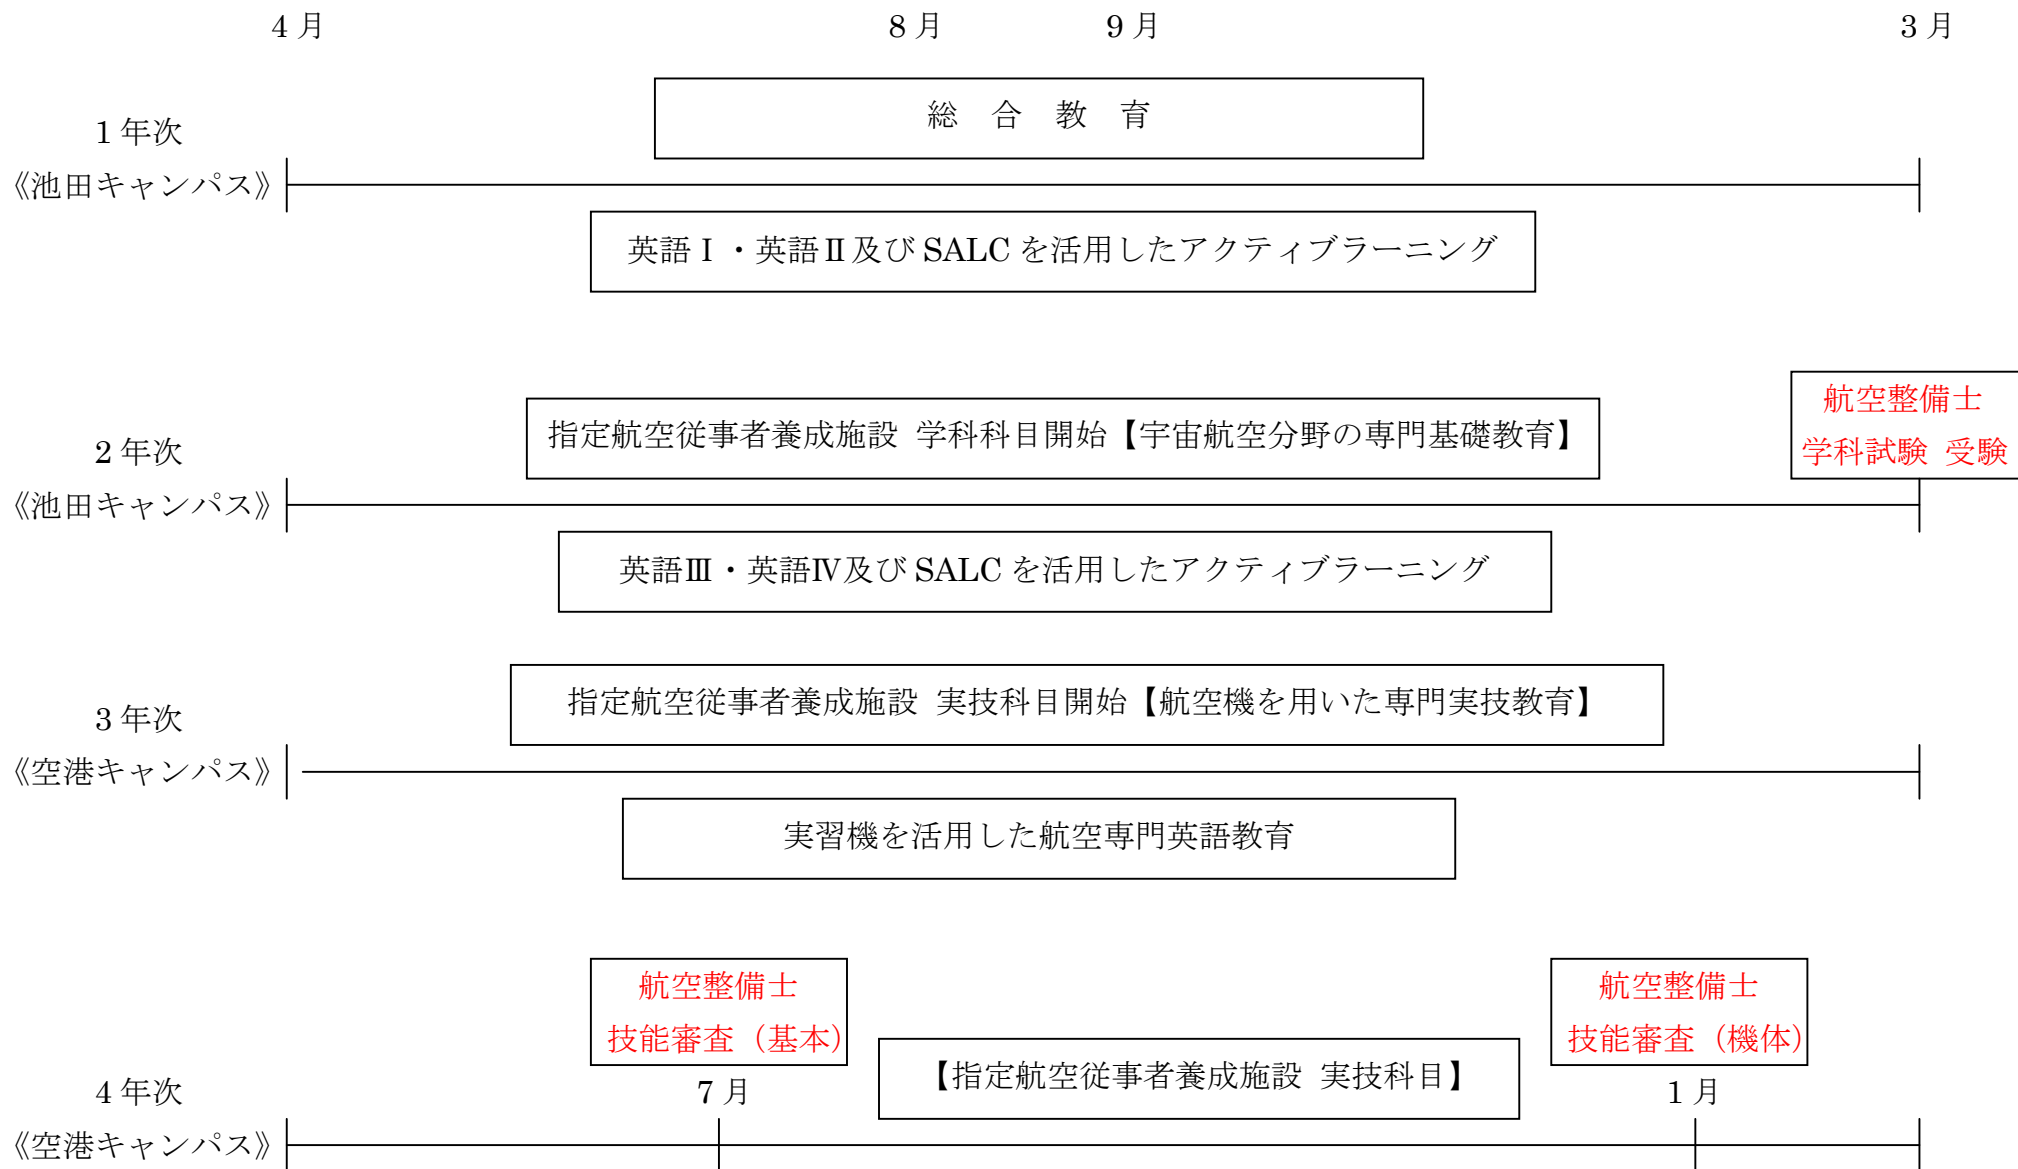 4 月 8 月 9 月 3 月
総 合 教 育
1 年次
《池田キャンパス》
英語Ⅰ・英語Ⅱ及び SALC を活用したアクティブラーニング
航空整備士
学科試験 受験
指定航空従事者養成施設 学科科目開始【宇宙航空分野の専門基礎教育】
2 年次
《池田キャンパス》
英語Ⅲ・英語Ⅳ及び SALC を活用したアクティブラーニング
指定航空従事者養成施設 実技科目開始【航空機を用いた専門実技教育】
3 年次
《空港キャンパス》
実習機を活用した航空専門英語教育
航空整備士
技能審査（基本）
航空整備士
技能審査（機体）
【指定航空従事者養成施設 実技科目】
4 年次
7 月
1 月
《空港キャンパス》